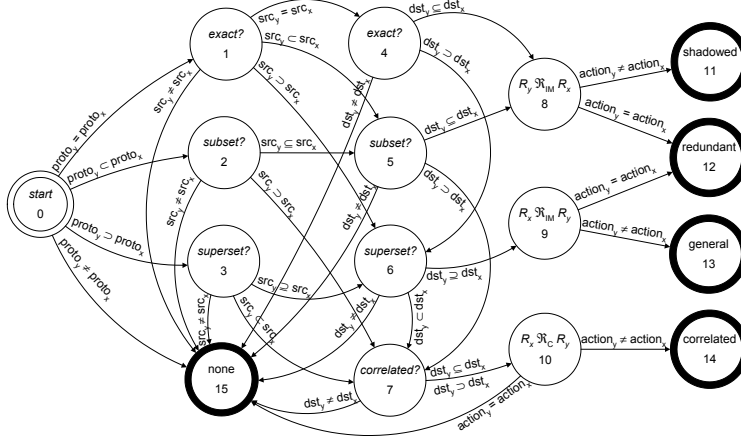 start
0
proto_y = proto_x
proto_y ⊂ proto_x
proto_y ⊃ proto_x
proto_y ≠ proto_x
exact?
1
subset?
2
superset?
3
none
15
src_y = src_x
src_y ⊂ src_x
src_y ⊃ src_x
src_y ≠ src_x
src_y ⊆ src_x
src_y ⊃ src_x
src_y ≠ src_x
src_y ⊇ src_x
src_y ⊂ src_x
src_y ≠ src_x
exact?
4
subset?
5
superset?
6
correlated?
7
dst_y ⊆ dst_x
dst_y ⊃ dst_x
dst_y ≠ dst_x
dst_y ⊆ dst_x
dst_y ⊃ dst_x
dst_y ≠ dst_x
dst_y ⊇ dst_x
dst_y ⊂ dst_x
dst_y ≠ dst_x
dst_y ⊆ dst_x
dst_y ⊃ dst_x
dst_y ≠ dst_x
R_y ℜ_IM R_x
8
R_x ℜ_IM R_y
9
R_x ℜ_C R_y
10
action_y ≠ action_x
action_y = action_x
action_y = action_x
action_y ≠ action_x
action_y ≠ action_x
action_y = action_x
shadowed
11
redundant
12
general
13
correlated
14